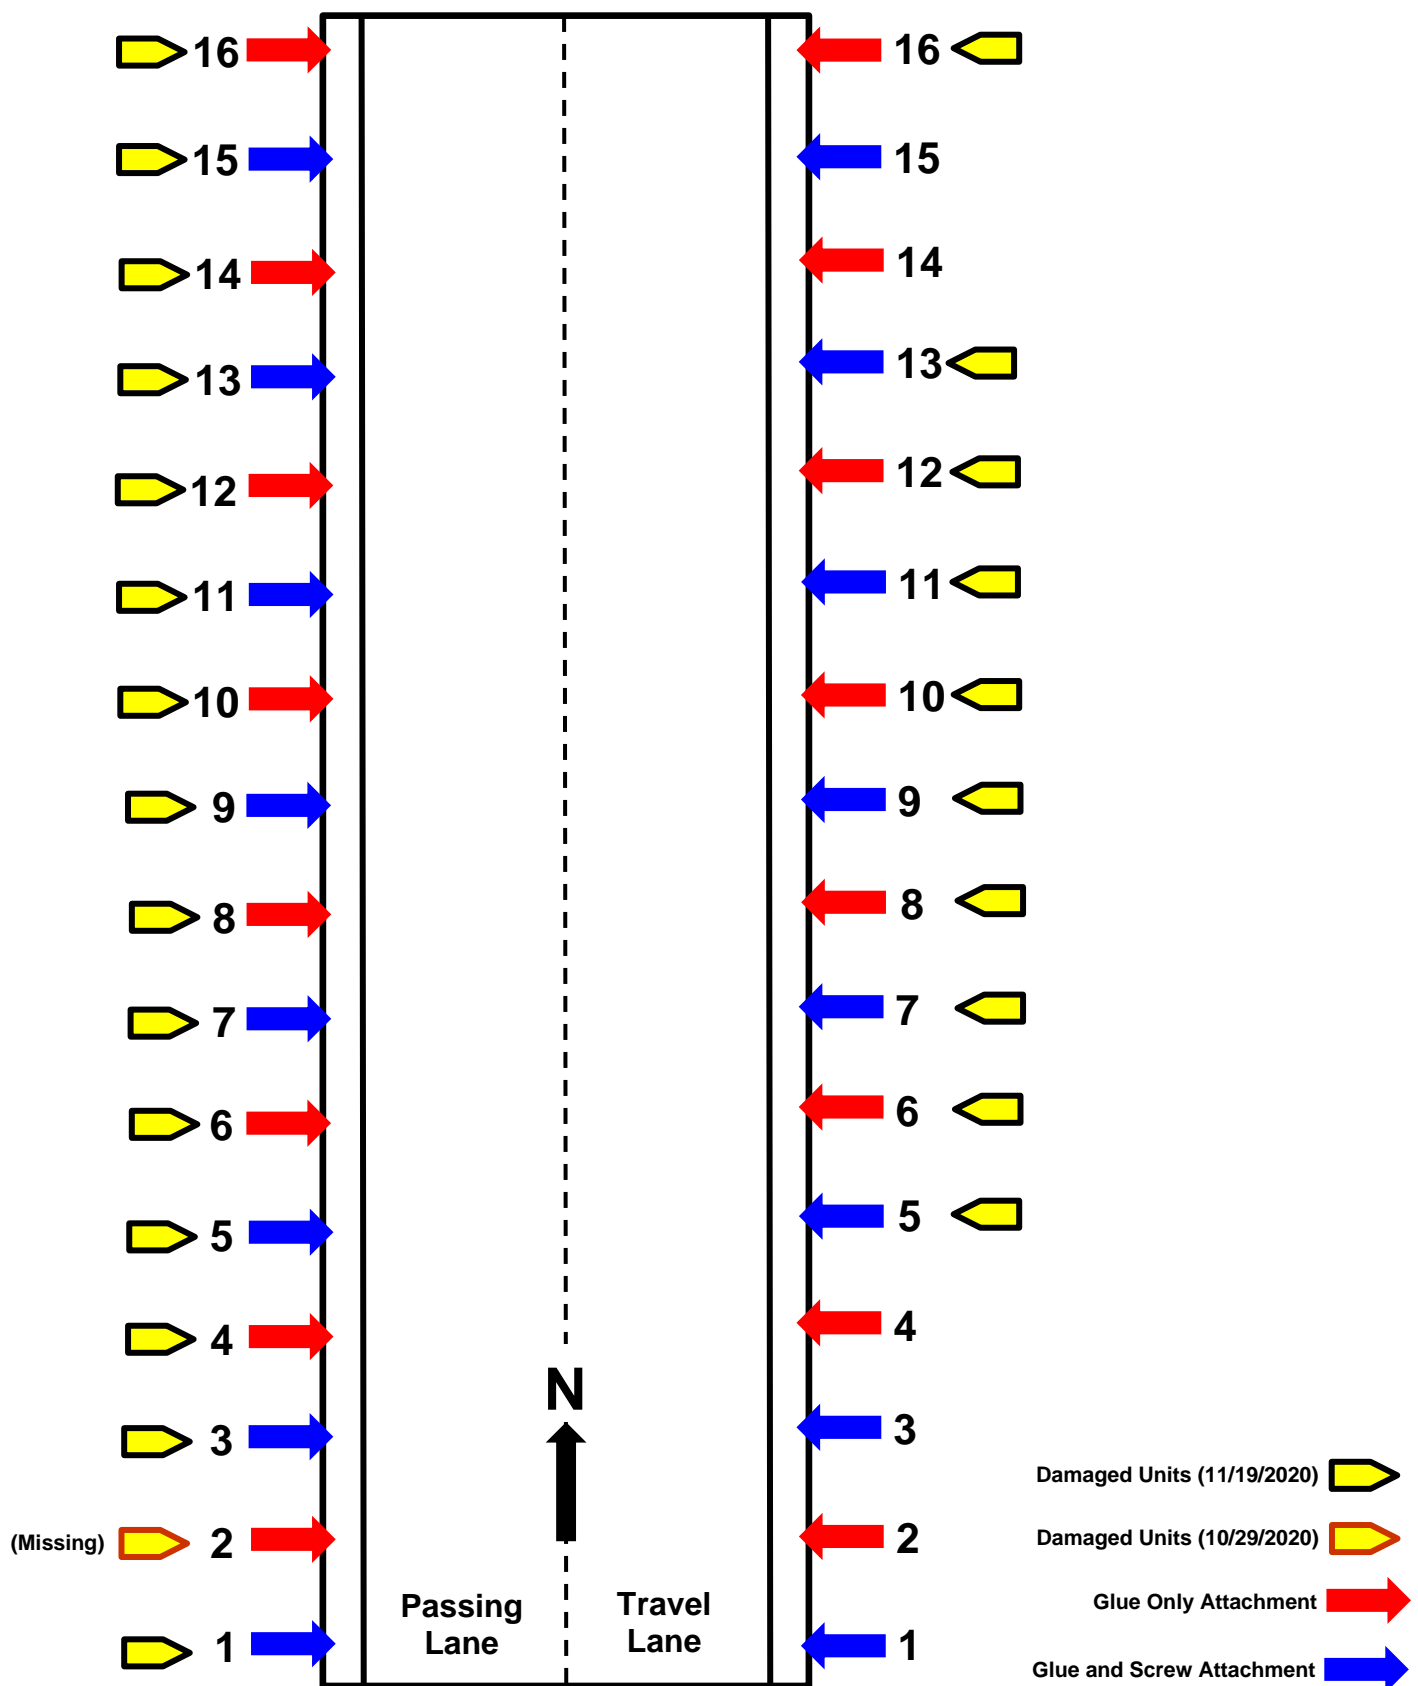 16 16
15 15
14 14
13 13
12 12
11 11
10 10
9 9
8 8
7 7
6 6
5 5
4 4
N
3 3
Damaged Units (11/19/2020)
(Missing) 2 2
Damaged Units (10/29/2020)
Passing
Lane
Travel
Lane
Glue Only Attachment
1 1
Glue and Screw Attachment